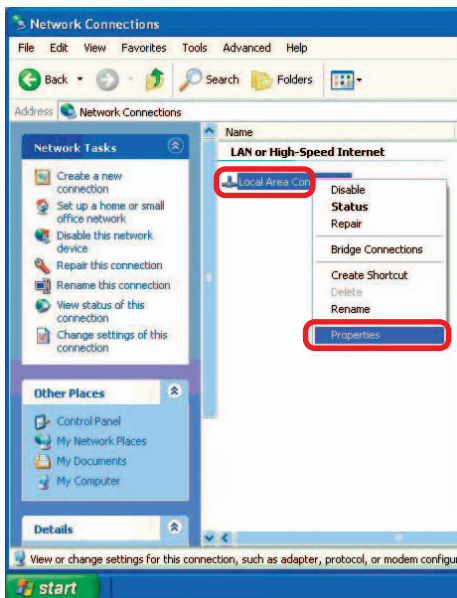 Network Connections
File Edit View Favorites Tools Advanced Help
Back Search Folders
Address Network Connections
Network Tasks
Create a new
connection
Set up a home or small
office network
Disable this network
device
Repair this connection
Rename this connection
View status of this
connection
Change settings of this
connection
Other Places
Control Panel
My Network Places
My Documents
My Computer
Details
Name
LAN or High-Speed Internet
Local Area Con
Disable
Status
Repair
Bridge Connections
Create Shortcut
Delete
Rename
Properties
View or change settings for this connection, such as adapter, protocol, or modem configu
start